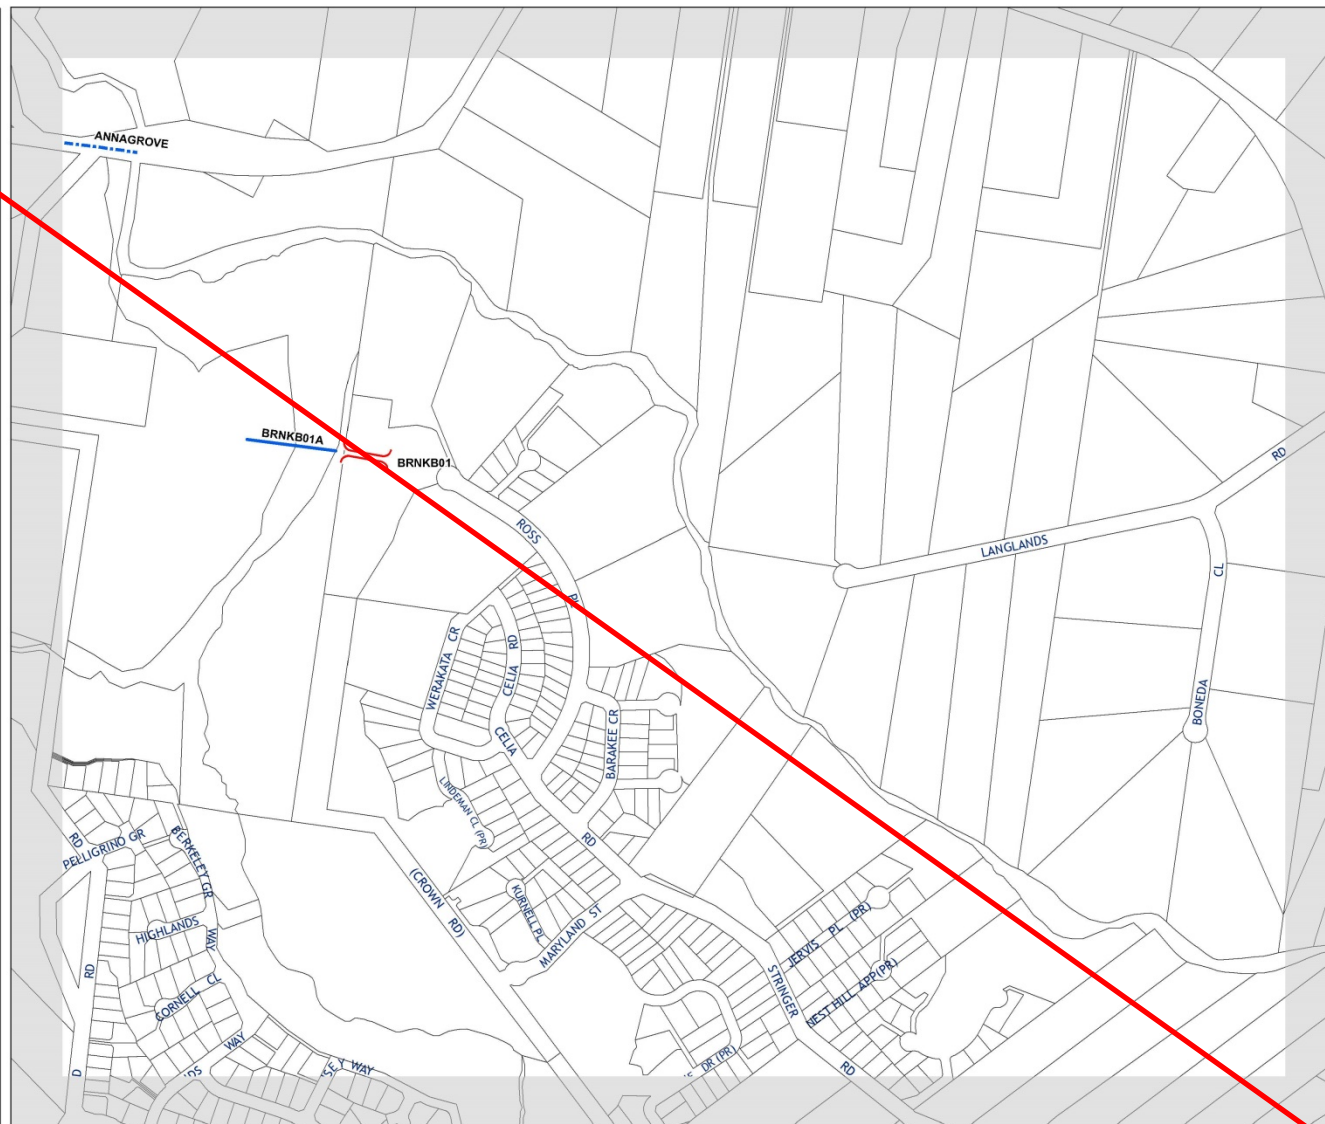 ANNAGROVE
BRNKB01A
BRNKB01
RD
ROSS
LANGLANDS
CL
PL
WERAKATA CR
CELIA RD
BONEDA
CELIA
BARAKEE CR
LINDEMAN CL (PR)
RD
PELLIGRINO GR
BERKELEY GR
RD
(CROWN RD)
KURNELL PL
MARYLAND ST
JERVIS PL (PR)
HIGHLANDS
WAY
NEST HILL APP(PR)
STRINGER
RD
CORNELL CL
WAY
DR (PR)
RD
WAY